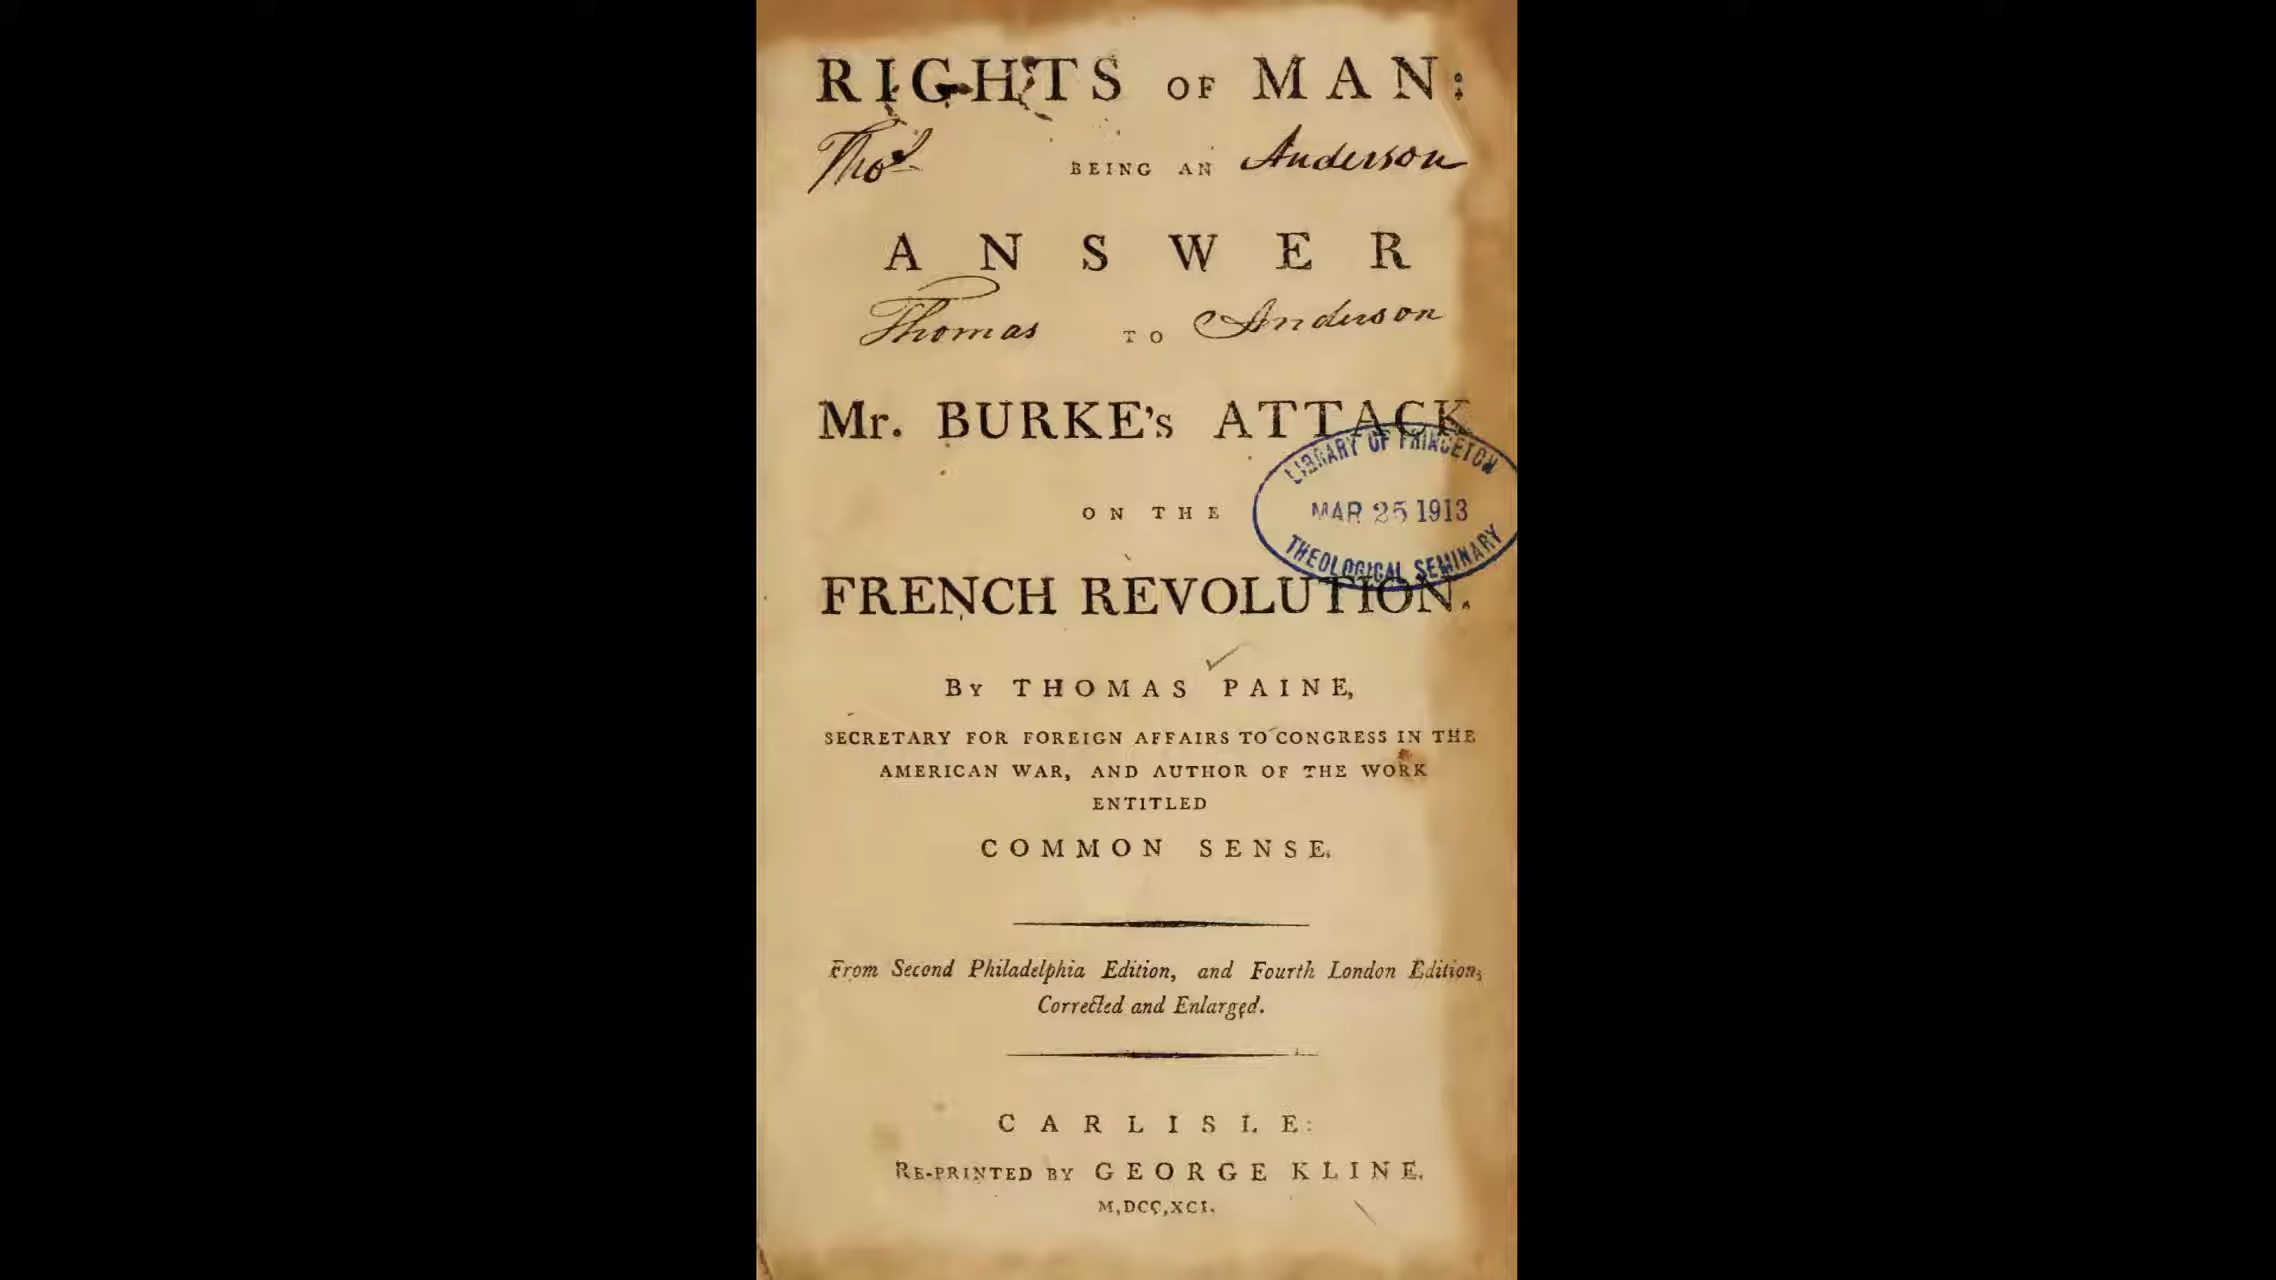 RIGHTS OF MAN:
Thos Anderson
BEING AN
ANSWER
Thomas Anderson
TO
Mr. BURKE's ATTACK
LIBRARY OF PRINCETON
MAR 25 1913
THEOLOGICAL SEMINARY
ON THE
FRENCH REVOLUTION.
BY THOMAS PAINE,
SECRETARY FOR FOREIGN AFFAIRS TO CONGRESS IN THE
AMERICAN WAR, AND AUTHOR OF THE WORK
ENTITLED
COMMON SENSE.
From Second Philadelphia Edition, and Fourth London Edition,
Corrected and Enlarged.
CARLISLE:
RE-PRINTED BY GEORGE KLINE.
M,DCC,XCI.